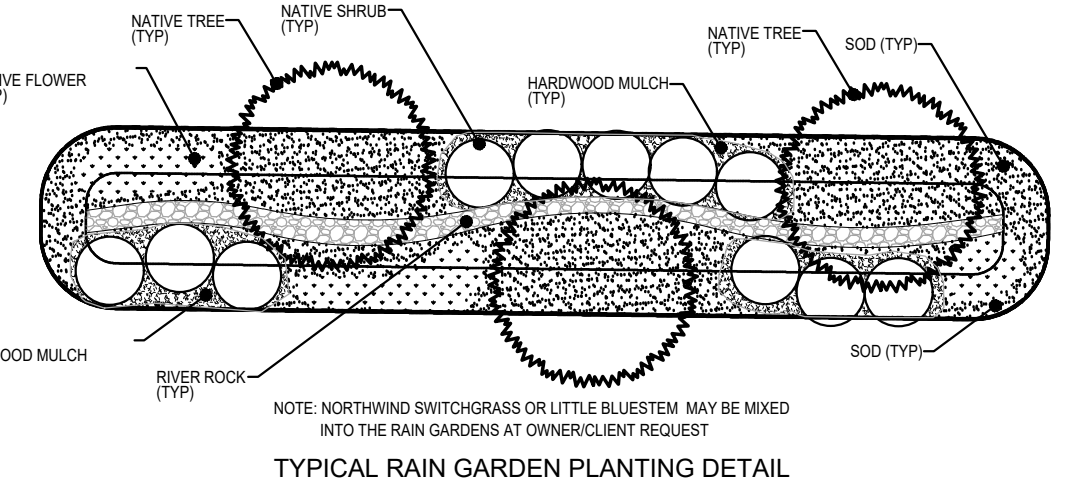 NATIVE TREE
(TYP)
NATIVE SHRUB
(TYP)
NATIVE TREE
(TYP)
SOD (TYP)
FLOWER
HARDWOOD MULCH
(TYP)
MULCH
RIVER ROCK
(TYP)
SOD (TYP)
NOTE: NORTHWIND SWITCHGRASS OR LITTLE BLUESTEM MAY BE MIXED
INTO THE RAIN GARDENS AT OWNER/CLIENT REQUEST
TYPICAL RAIN GARDEN PLANTING DETAIL